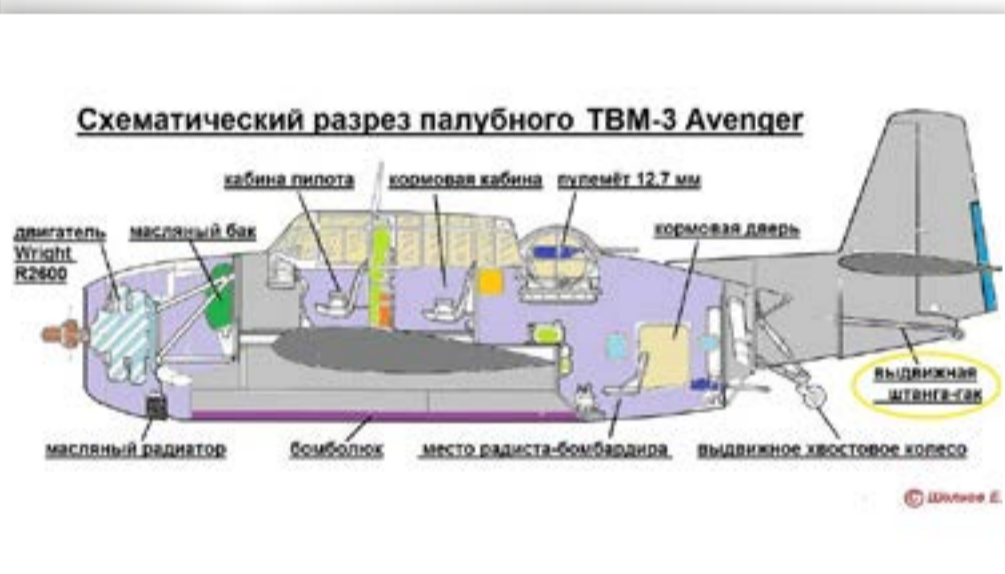 Схематический разрез палубного TBM-3 Avenger
кабина пилота
кормовая кабина
пулемёт 12,7 мм
двигатель
Wright
R2600
масляный бак
кормовая дверь
выдвижная
штанга-гак
масляный радиатор
бомболюк
место радиста-бомбардира
выдвижное хвостовое колесо
©